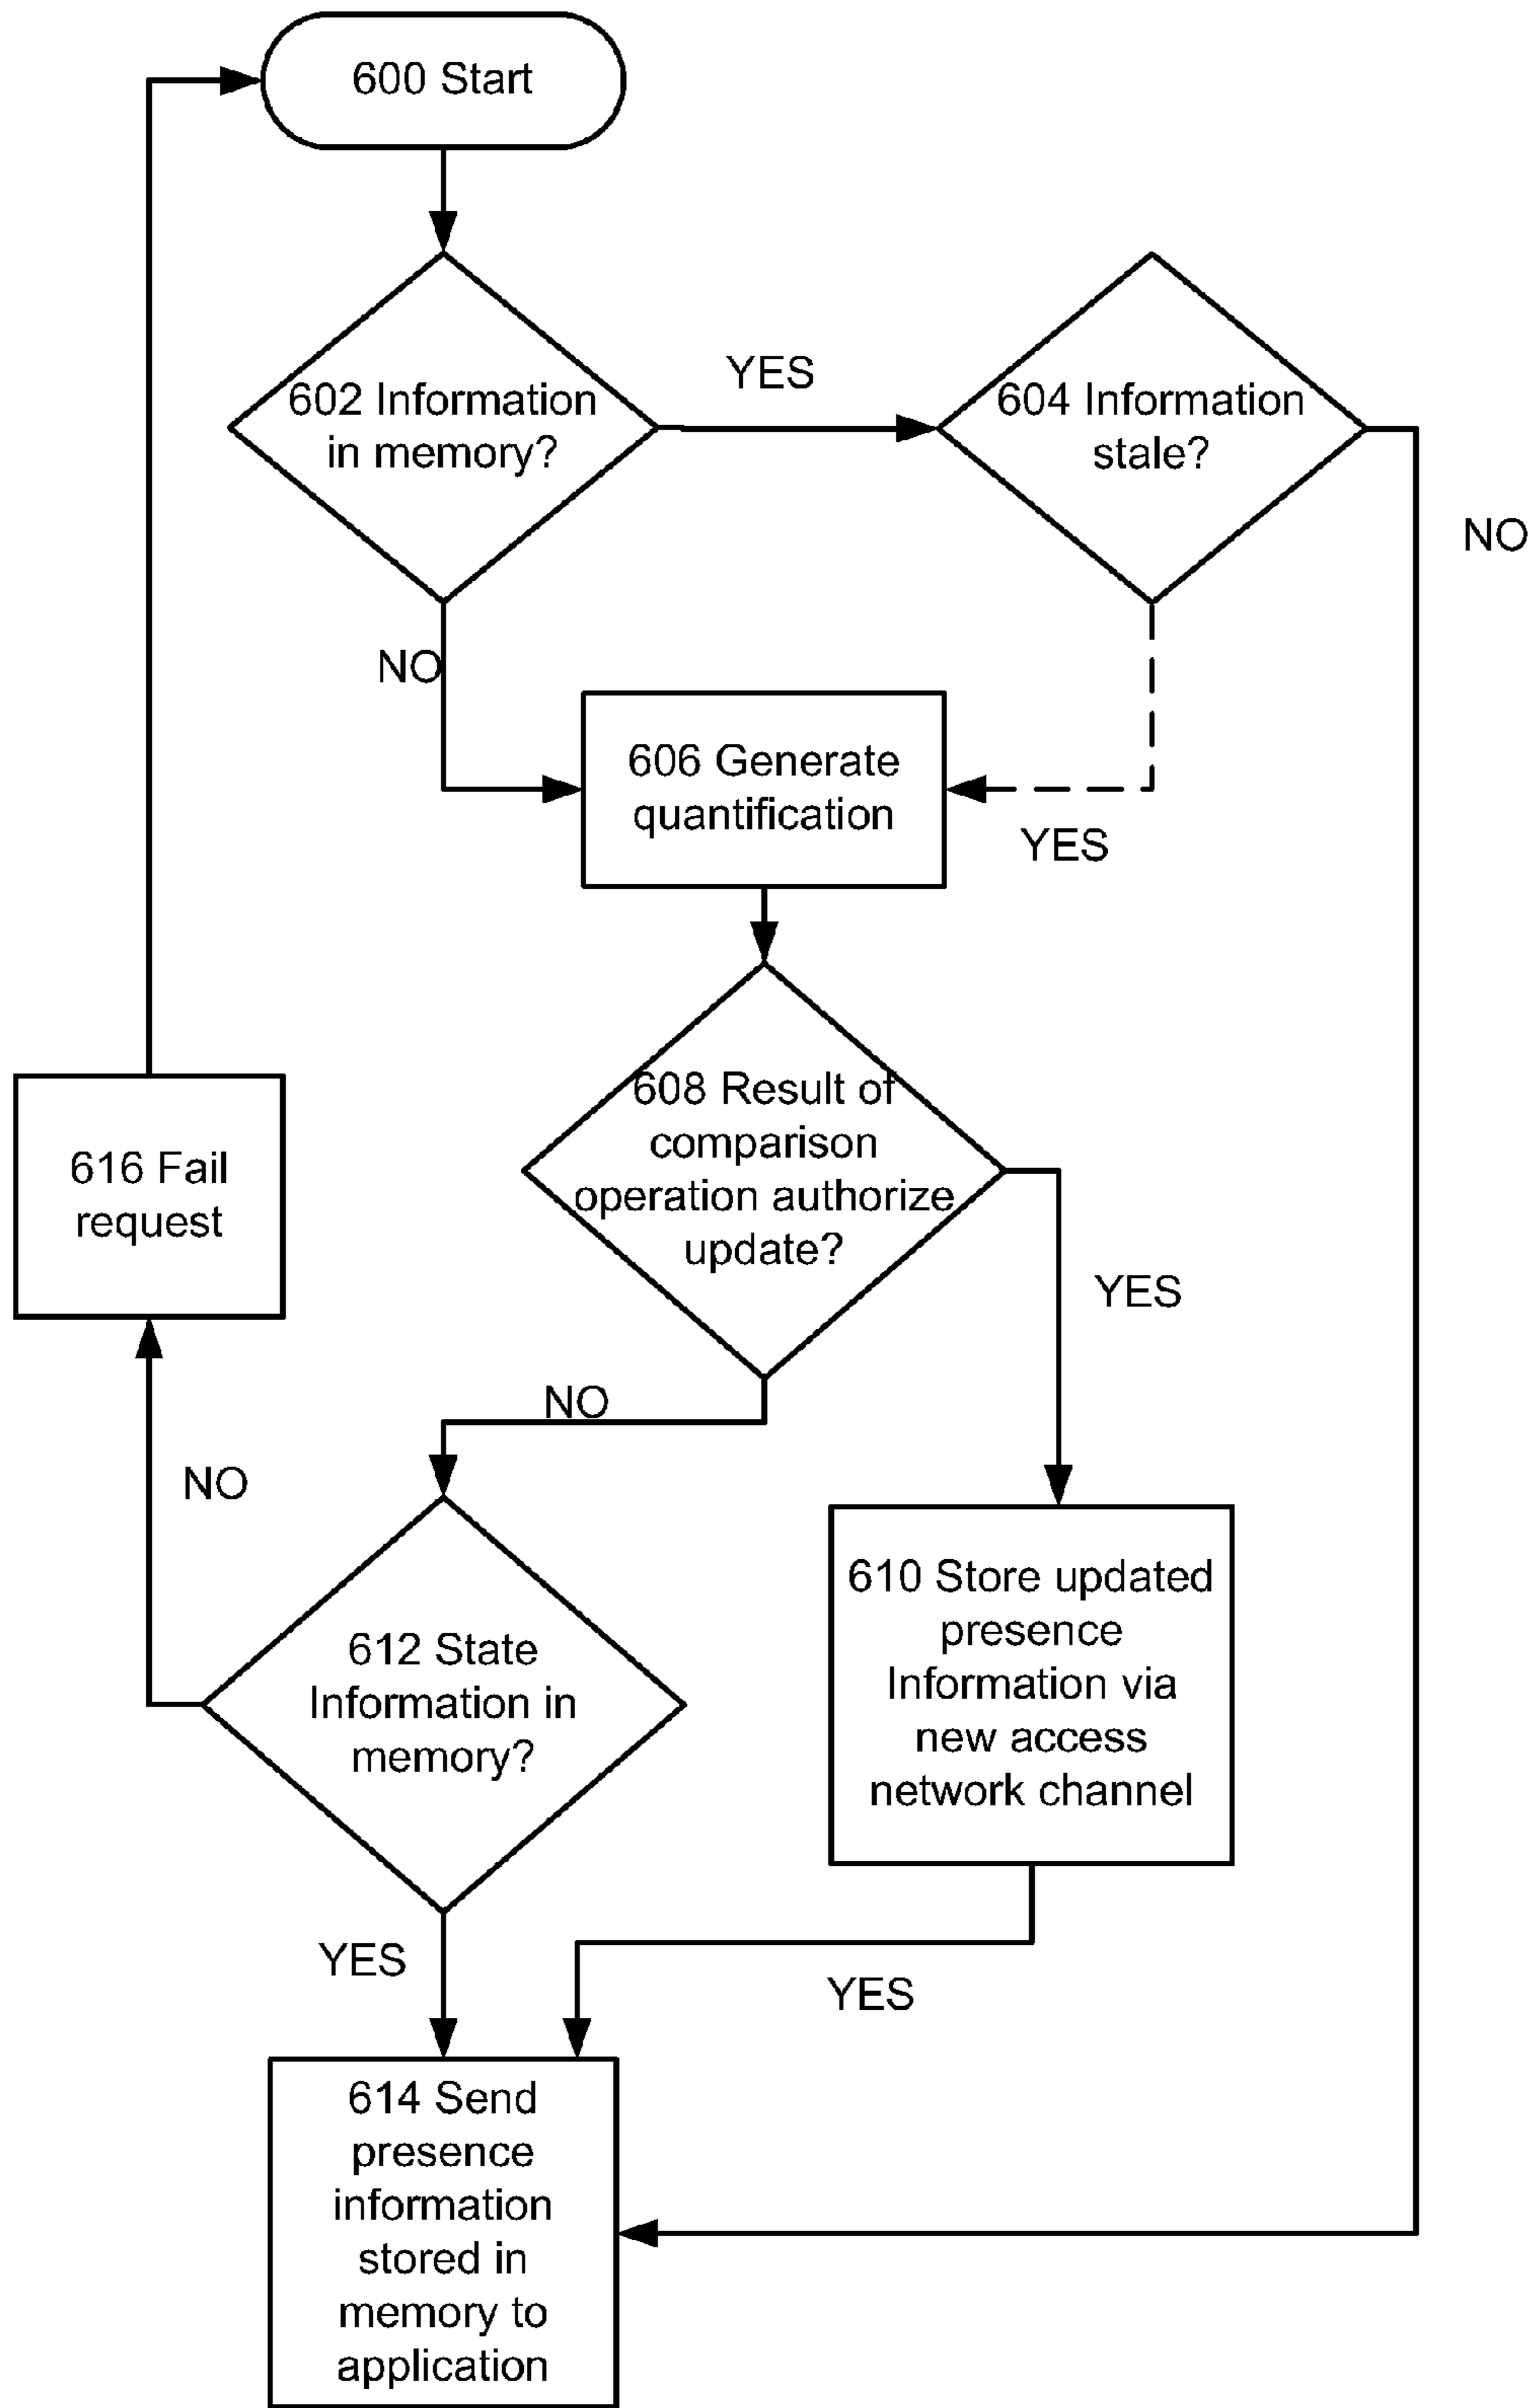 600 Start
602 Information
in memory?
YES
604 Information
stale?
NO
NO
606 Generate
quantification
YES
608 Result of
comparison
operation authorize
update?
616 Fail
request
YES
NO
NO
610 Store updated
presence
Information via
new access
network channel
612 State
Information in
memory?
YES
YES
614 Send
presence
information
stored in
memory to
application